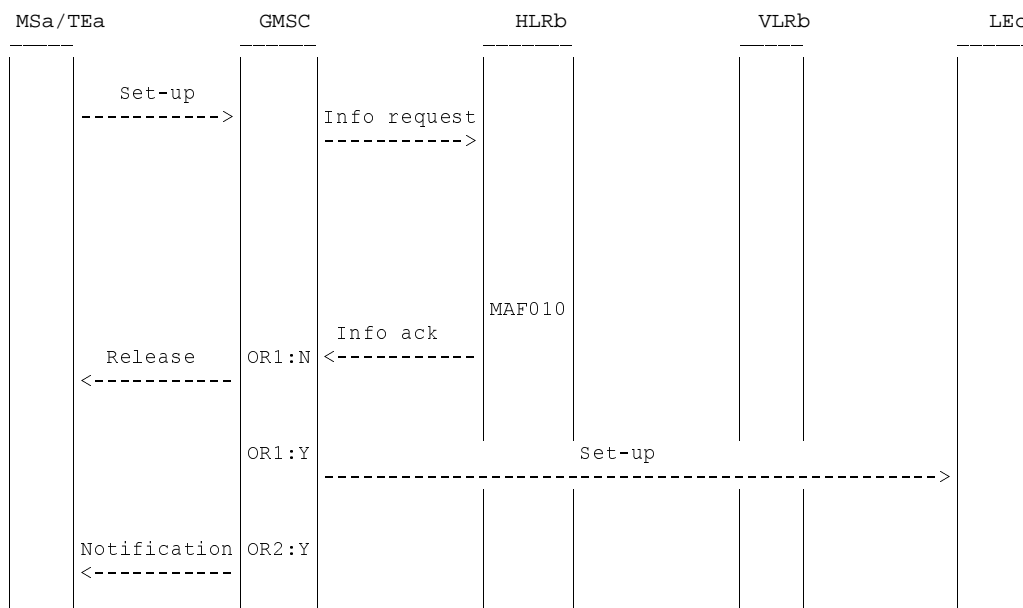 MSa/TEa GMSC HLRb VLRb LEc
Set-up
Info request
MAF010
Info ack
Release OR1:N
OR1:Y Set-up
Notification OR2:Y